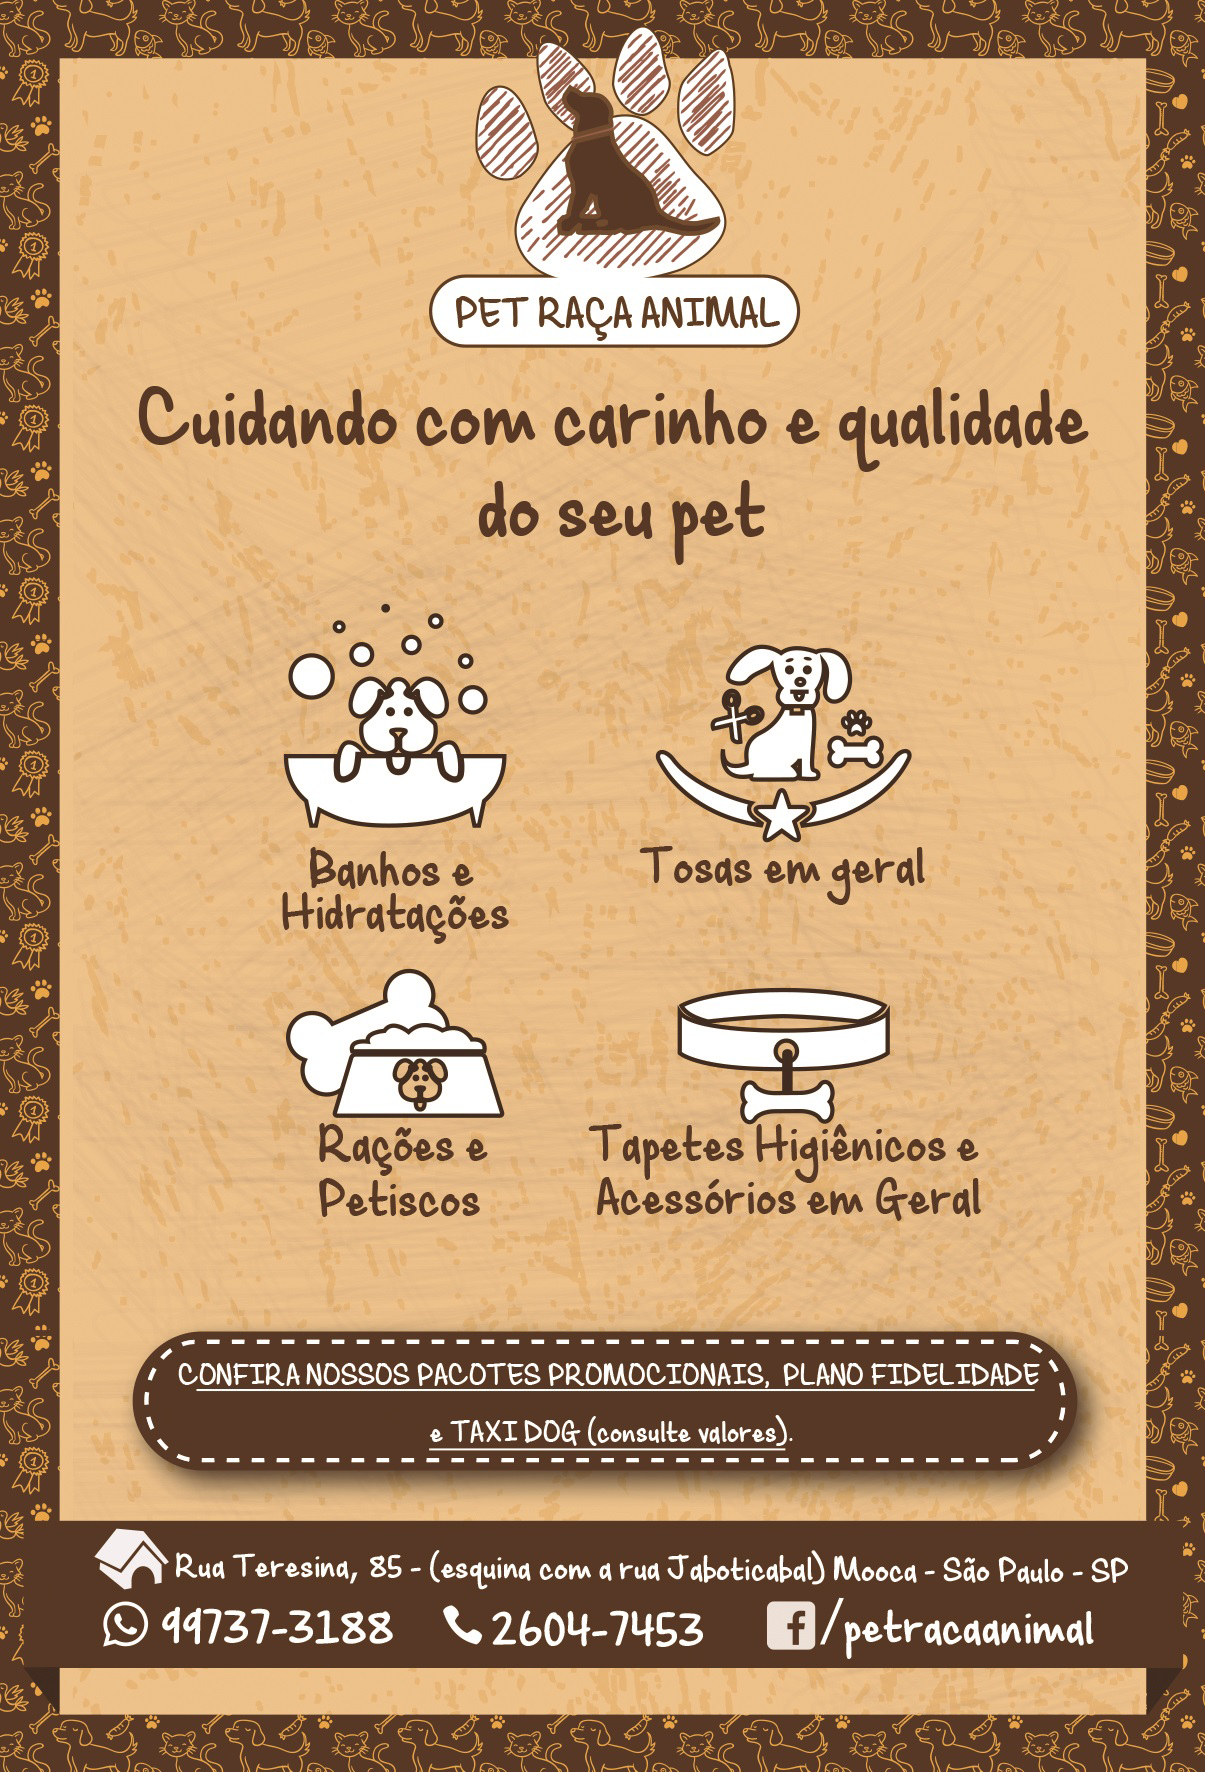 PET RAÇA ANIMAL
Cuidando com carinho e qualidade
do seu pet
Banhos e
Hidratações
Tosas em geral
Rações e
Petiscos
Tapetes Higiênicos e
Acessórios em Geral
CONFIRA NOSSOS PACOTES PROMOCIONAIS, PLANO FIDELIDADE
e TAXI DOG (consulte valores).
Rua Teresina, 85 - (esquina com a rua Jaboticabal) Mooca - São Paulo - SP
99737-3188 2604-7453 /petracaanimal